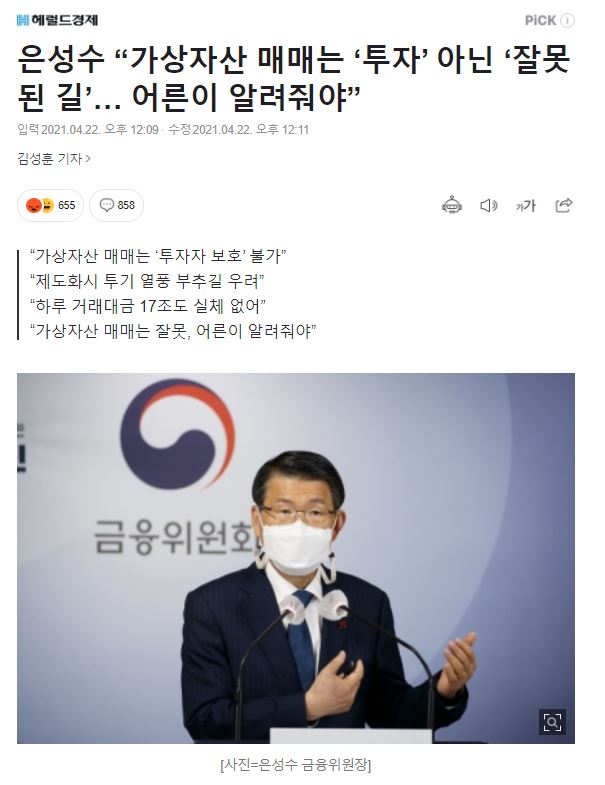 헤럴드경제
PiCK
은성수 “가상자산 매매는 ‘투자’ 아닌 ‘잘못
된 길’… 어른이 알려줘야”
입력 2021.04.22. 오후 12:09 · 수정 2021.04.22. 오후 12:11
김성훈 기자 >
655
858
가가
“가상자산 매매는 ‘투자자 보호’ 불가”
“제도화시 투기 열풍 부추길 우려”
“하루 거래대금 17조도 실체 없어”
“가상자산 매매는 잘못, 어른이 알려줘야”
금융위원회
[사진=은성수 금융위원장]